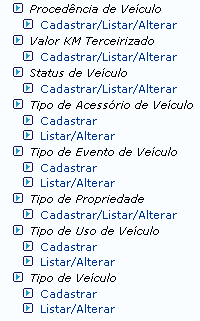 Procedência de Veículo
Cadastrar/Listar/Alterar
Valor KM Terceirizado
Cadastrar/Listar/Alterar
Status de Veículo
Cadastrar/Listar/Alterar
Tipo de Acessório de Veículo
Cadastrar
Listar/Alterar
Tipo de Evento de Veículo
Cadastrar
Listar/Alterar
Tipo de Propriedade
Cadastrar/Listar/Alterar
Tipo de Uso de Veículo
Cadastrar
Listar/Alterar
Tipo de Veículo
Cadastrar
Listar/Alterar